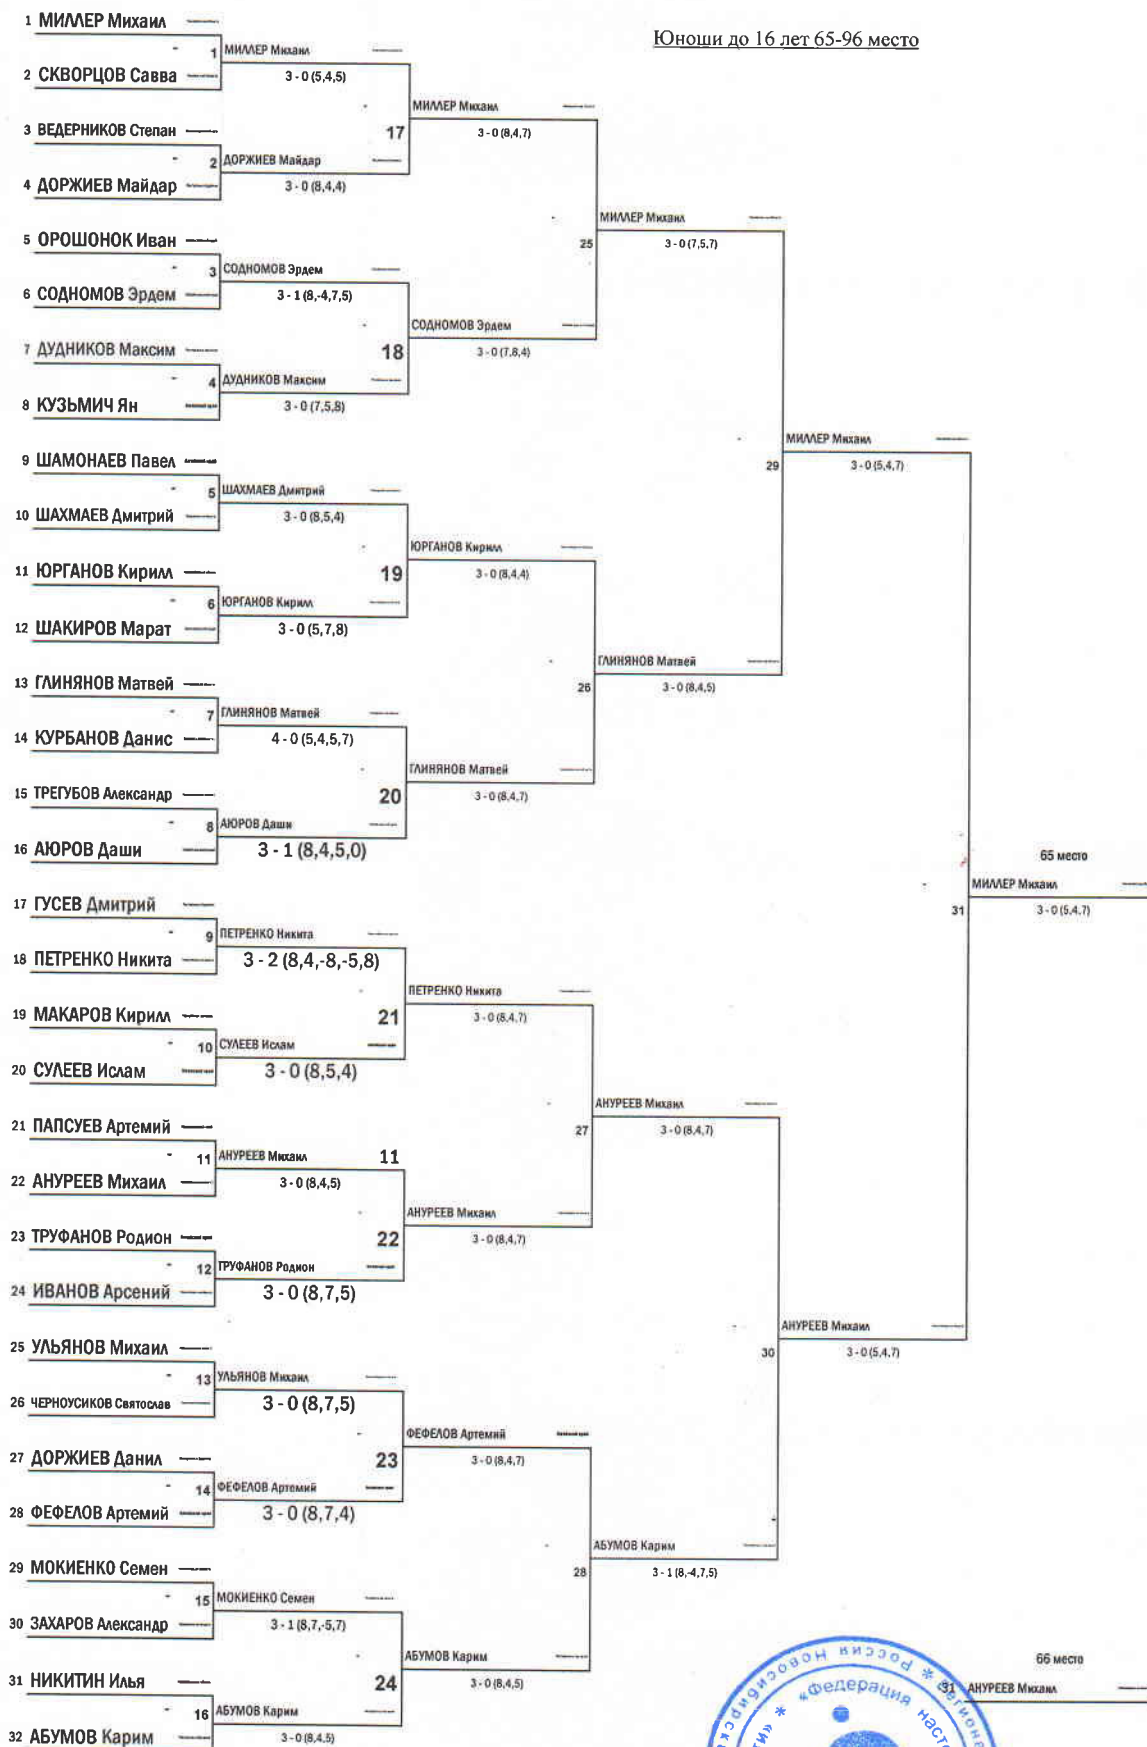 Юноши до 16 лет 65-96 место
1 МИЛЛЕР Михаил
1 МИЛЛЕР Михаил
2 СКВОРЦОВ Савва
3 - 0 (5,4,5)
МИЛЛЕР Михаил
3 ВЕДЕРНИКОВ Степан
17
3 - 0 (8,4,7)
2 ДОРЖИЕВ Майдар
4 ДОРЖИЕВ Майдар
3 - 0 (8,4,4)
МИЛЛЕР Михаил
5 ОРОШОНОК Иван
25
3 - 0 (7,5,7)
3 СОДНОМОВ Эрдем
6 СОДНОМОВ Эрдем
3 - 1 (8,-4,7,5)
СОДНОМОВ Эрдем
7 ДУДНИКОВ Максим
18
3 - 0 (7,8,4)
4 ДУДНИКОВ Максим
8 КУЗЬМИЧ Ян
3 - 0 (7,5,8)
МИЛЛЕР Михаил
9 ШАМОНАЕВ Павел
29
3 - 0 (5,4,7)
5 ШАХМАЕВ Дмитрий
10 ШАХМАЕВ Дмитрий
3 - 0 (8,5,4)
ЮРГАНОВ Кирилл
11 ЮРГАНОВ Кирилл
19
3 - 0 (8,4,4)
6 ЮРГАНОВ Кирилл
12 ШАКИРОВ Марат
3 - 0 (5,7,8)
ГЛИНЯНОВ Матвей
13 ГЛИНЯНОВ Матвей
26
3 - 0 (8,4,5)
7 ГЛИНЯНОВ Матвей
14 КУРБАНОВ Данис
4 - 0 (5,4,5,7)
ГЛИНЯНОВ Матвей
15 ТРЕГУБОВ Александр
20
3 - 0 (8,4,7)
8 АЮРОВ Даши
16 АЮРОВ Даши
3 - 1 (8,4,5,0)
65 место
МИЛЛЕР Михаил
17 ГУСЕВ Дмитрий
31
3 - 0 (5,4,7)
9 ПЕТРЕНКО Никита
18 ПЕТРЕНКО Никита
3 - 2 (8,4,-8,-5,8)
ПЕТРЕНКО Никита
19 МАКАРОВ Кирилл
21
3 - 0 (8,4,7)
10 СУЛЕЕВ Ислам
20 СУЛЕЕВ Ислам
3 - 0 (8,5,4)
АНУРЕЕВ Михаил
21 ПАПСУЕВ Артемий
27
3 - 0 (8,4,7)
11 АНУРЕЕВ Михаил
11
22 АНУРЕЕВ Михаил
3 - 0 (8,4,5)
АНУРЕЕВ Михаил
23 ТРУФАНОВ Родион
22
3 - 0 (8,4,7)
12 ТРУФАНОВ Родион
24 ИВАНОВ Арсений
3 - 0 (8,7,5)
АНУРЕЕВ Михаил
25 УЛЬЯНОВ Михаил
30
3 - 0 (5,4,7)
13 УЛЬЯНОВ Михаил
26 ЧЕРНОУСИКОВ Святослав
3 - 0 (8,7,5)
ФЕФЕЛОВ Артемий
27 ДОРЖИЕВ Данил
23
3 - 0 (8,4,7)
14 ФЕФЕЛОВ Артемий
28 ФЕФЕЛОВ Артемий
3 - 0 (8,7,4)
АБУМОВ Карим
29 МОКИЕНКО Семен
28
3 - 1 (8,-4,7,5)
15 МОКИЕНКО Семен
30 ЗАХАРОВ Александр
3 - 1 (8,7,-5,7)
АБУМОВ Карим
31 НИКИТИН Илья
24
3 - 0 (8,4,5)
16 АБУМОВ Карим
32 АБУМОВ Карим
3 - 0 (8,4,5)
66 место
31 АНУРЕЕВ Михаил
* Россия Новосибирская
* «Федерация